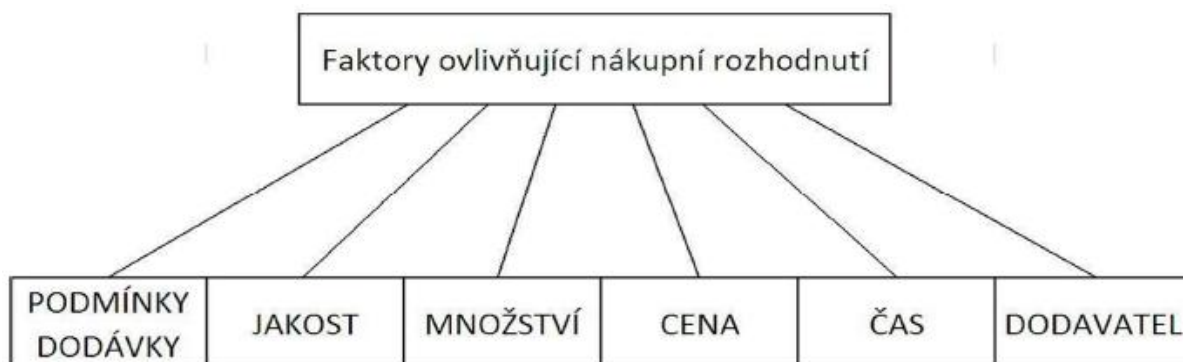 Faktory ovlivňující nákupní rozhodnutí
PODMÍNKY
DODÁVKY
JAKOST
MNOŽSTVÍ
CENA
ČAS
DODAVATEL